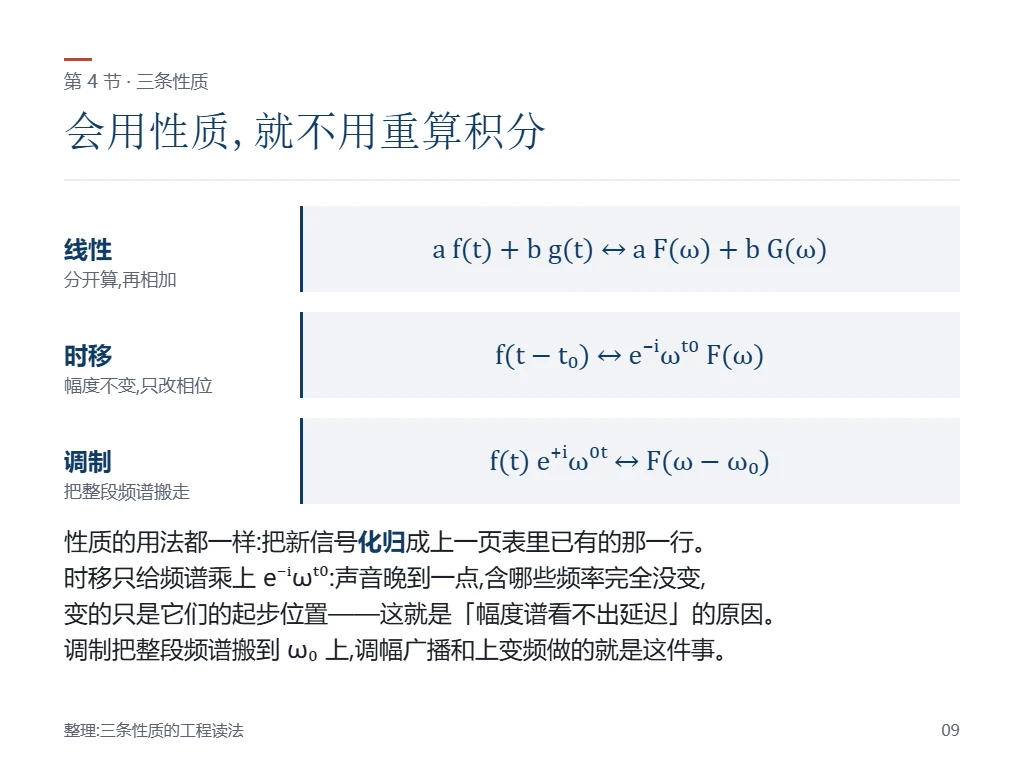 第 4 节 · 三条性质
会用性质, 就不用重算积分
线性
分开算,再相加
a f(t) + b g(t) ↔ a F(ω) + b G(ω)
时移
幅度不变,只改相位
f(t − t₀) ↔ e⁻ⁱωᵗ⁰ F(ω)
调制
把整段频谱搬走
f(t) e⁺ⁱω⁰ᵗ ↔ F(ω − ω₀)
性质的用法都一样:把新信号化归成上一页表里已有的那一行。
时移只给频谱乘上 e⁻ⁱωᵗ⁰:声音晚到一点,含哪些频率完全没变,
变的只是它们的起步位置——这就是「幅度谱看不出延迟」的原因。
调制把整段频谱搬到 ω₀ 上,调幅广播和上变频做的就是这件事。
整理:三条性质的工程读法
09